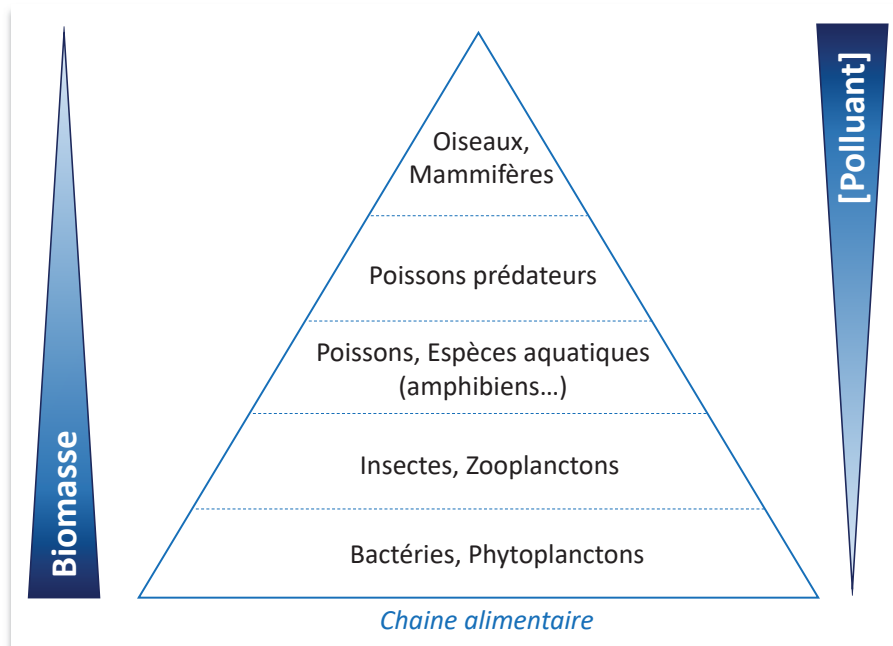 Biomasse
[Polluant]
Oiseaux,
Mammifères
Poissons prédateurs
Poissons, Espèces aquatiques
(amphibiens…)
Insectes, Zooplanctons
Bactéries, Phytoplanctons
Chaine alimentaire